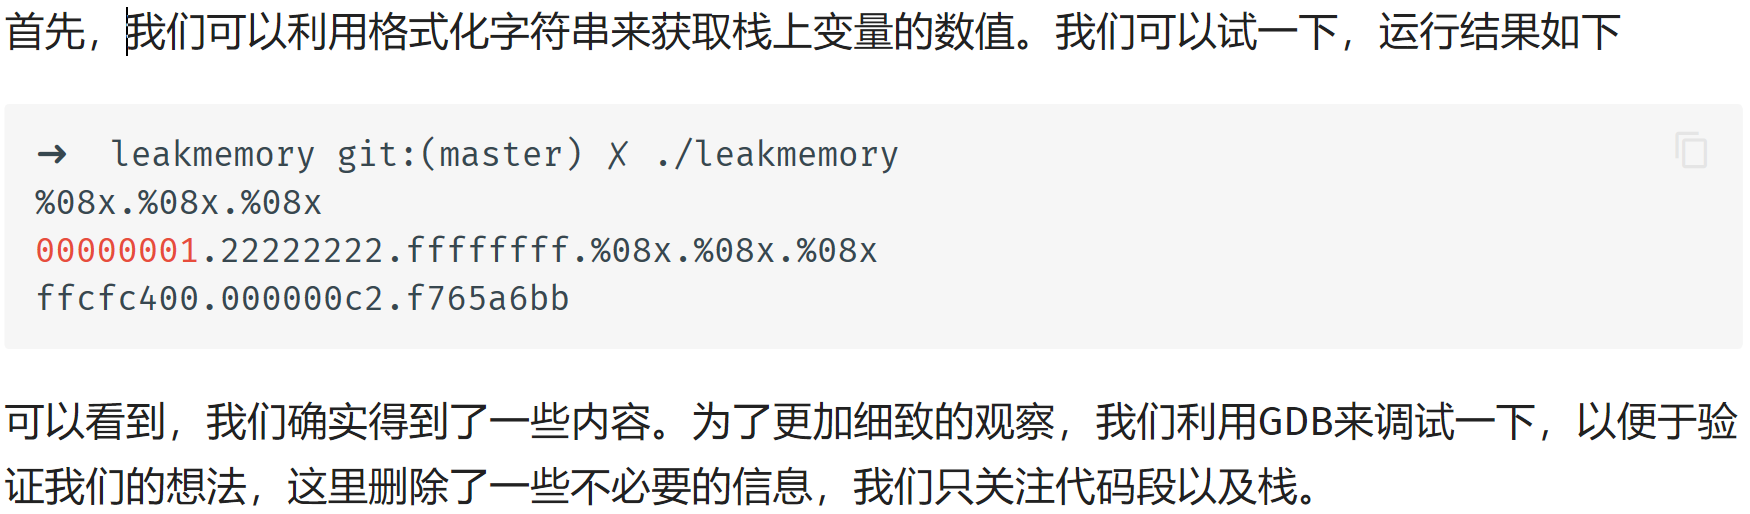 首先，我们可以利用格式化字符串来获取栈上变量的数值。我们可以试一下，运行结果如下
➜  leakmemory git:(master) ✗ ./leakmemory
%08x.%08x.%08x
00000001.22222222.ffffffff.%08x.%08x.%08x
ffcfc400.000000c2.f765a6bb
可以看到，我们确实得到了一些内容。为了更加细致的观察，我们利用GDB来调试一下，以便于验
证我们的想法，这里删除了一些不必要的信息，我们只关注代码段以及栈。